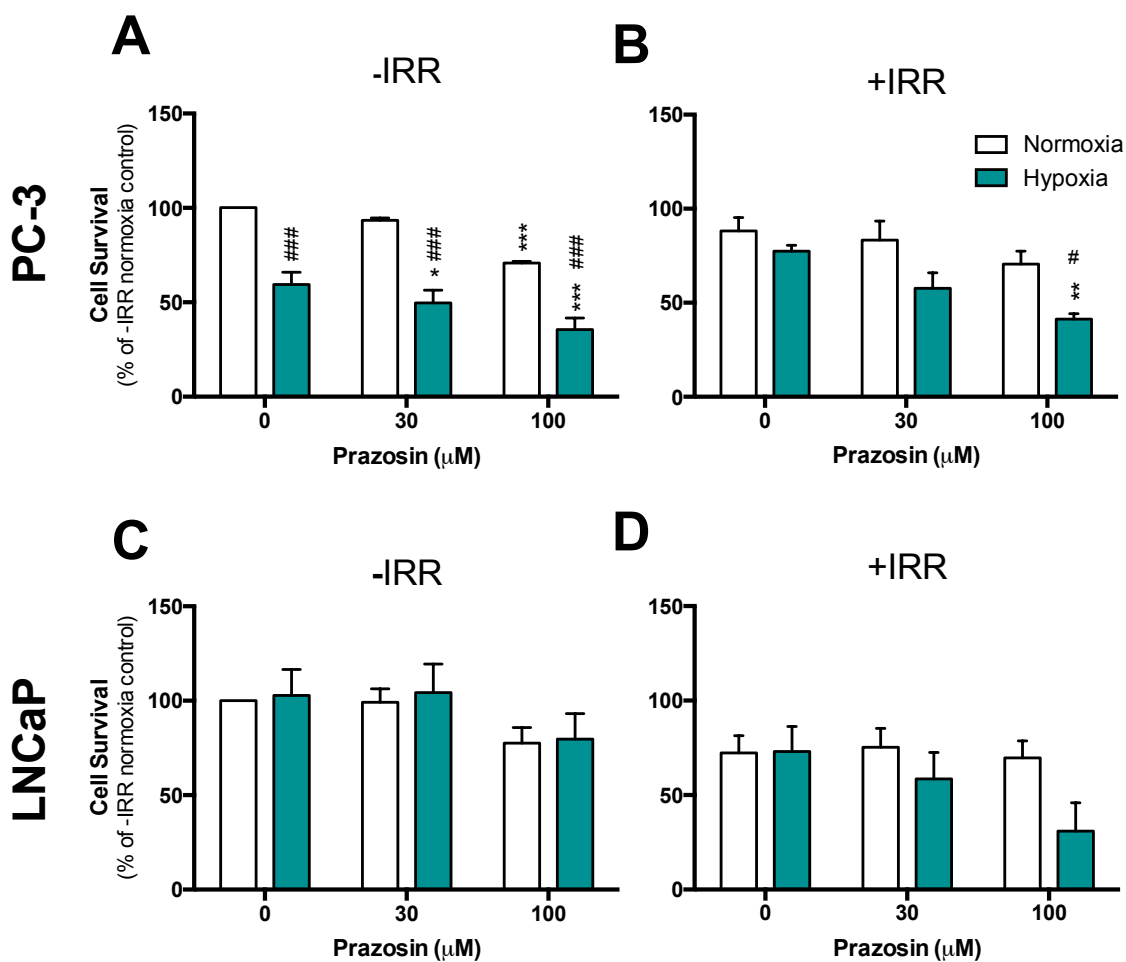 A
-IRR
PC-3
Cell Survival
(% of -IRR normoxia control)
150
100
50
0
###
* ###
***
*** ###
0
30
100
Prazosin (μM)
B
+IRR
Normoxia
Hypoxia
150
100
50
0
#
**
0
30
100
Prazosin (μM)
C
-IRR
LNCaP
Cell Survival
(% of -IRR normoxia control)
150
100
50
0
0
30
100
Prazosin (μM)
D
+IRR
150
100
50
0
0
30
100
Prazosin (μM)